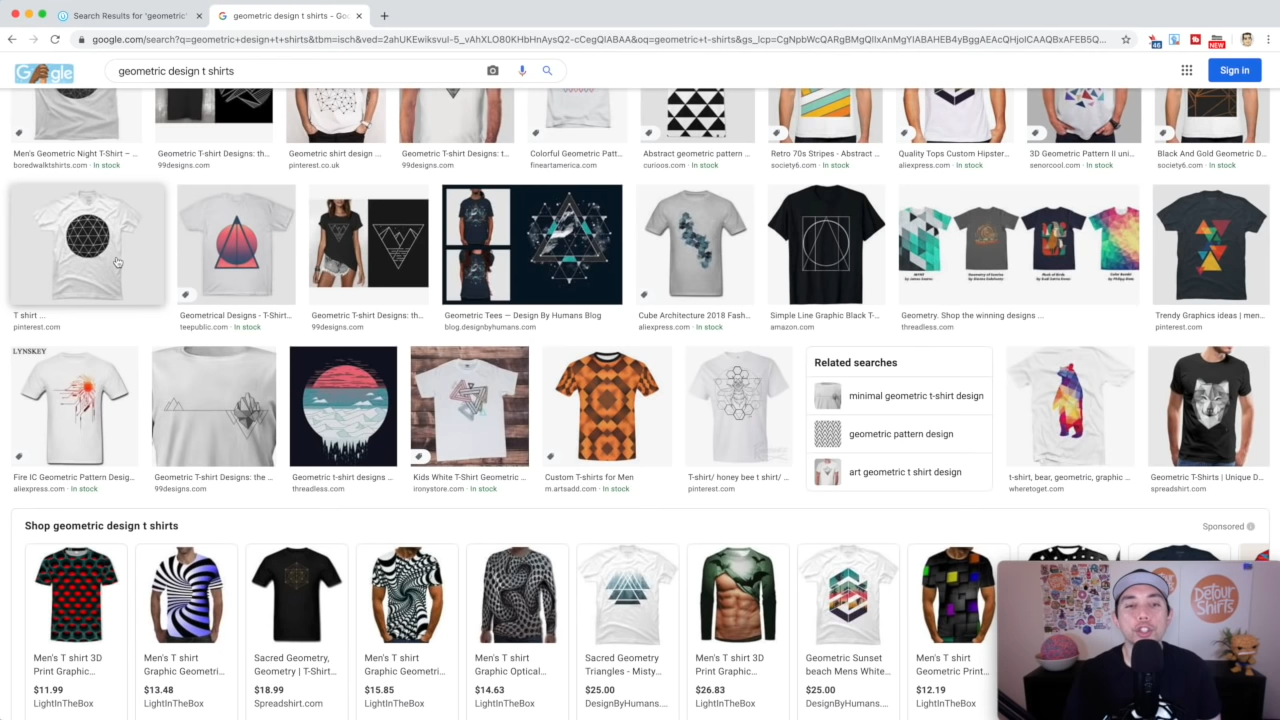 Search Results for 'geometric'
geometric design t shirts - Goo
google.com/search?q=geometric+design+t+shirts&tbm=isch&ved=2ahUKEwiksvuI-5_vAhXLO80KHbHnAysQ2-cCegQIABAA&oq=geometric+t-shirts&gs_lcp=CgNpbWcQARgBMgQIIxAnMgYIABAHEB4yBggAEAcQHjoICAAQBxAFEB5Q...
46
NEW
Google
geometric design t shirts
Sign in
Men's Geometric Night T-Shirt – ...
boredwalktshirts.com · In stock
Geometric T-shirt Designs: th...
99designs.com
Geometric shirt design ...
pinterest.co.uk
Geometric T-shirt Designs: th...
99designs.com
Colorful Geometric Patt...
fineartamerica.com
Abstract geometric pattern ...
curioos.com · In stock
Retro 70s Stripes - Abstract ...
society6.com · In stock
Quality Tops Custom Hipster...
aliexpress.com · In stock
3D Geometric Pattern II uni...
senorcool.com · In stock
Black And Gold Geometric D...
society6.com · In stock
T shirt ...
pinterest.com
Geometrical Designs - T-Shirt...
teepublic.com · In stock
Geometric T-shirt Designs: th...
99designs.com
Geometric Tees — Design By Humans Blog
blog.designbyhumans.com
Cube Architecture 2018 Fash...
aliexpress.com · In stock
Simple Line Graphic Black T-...
amazon.com
Geometry. Shop the winning designs ...
threadless.com
Trendy Graphics ideas | men...
pinterest.com
LYNSKEY
Fire IC Geometric Pattern Desig...
aliexpress.com · In stock
Geometric T-shirt Designs: the ...
99designs.com
Geometric t-shirt designs ...
threadless.com
Kids White T-Shirt Geometric ...
ironystore.com · In stock
Custom T-shirts for Men
m.artsadd.com · In stock
T-shirt/ honey bee t shirt/ ...
pinterest.com
Related searches
minimal geometric t-shirt design
geometric pattern design
art geometric t shirt design
t-shirt, bear, geometric, graphic ...
wheretoget.com
Geometric T-Shirts | Unique D...
spreadshirt.com
Shop geometric design t shirts
Sponsored
Men's T shirt 3D
Print Graphic...
$11.99
LightInTheBox
Men's T shirt
Graphic Geometri...
$13.48
LightInTheBox
Sacred Geometry,
Geometry | T-Shirt...
$18.99
Spreadshirt.com
Men's T shirt
Graphic Geometri...
$15.85
LightInTheBox
Men's T shirt
Graphic Optical...
$14.63
LightInTheBox
Sacred Geometry
Triangles - Misty...
$25.00
DesignByHumans....
Men's T shirt 3D
Print Graphic...
$26.83
LightInTheBox
Geometric Sunset
beach Mens White...
$25.00
DesignByHumans....
Men's T shirt
Geometric Print...
$12.19
LightInTheBox
DeTour
SHiRTS